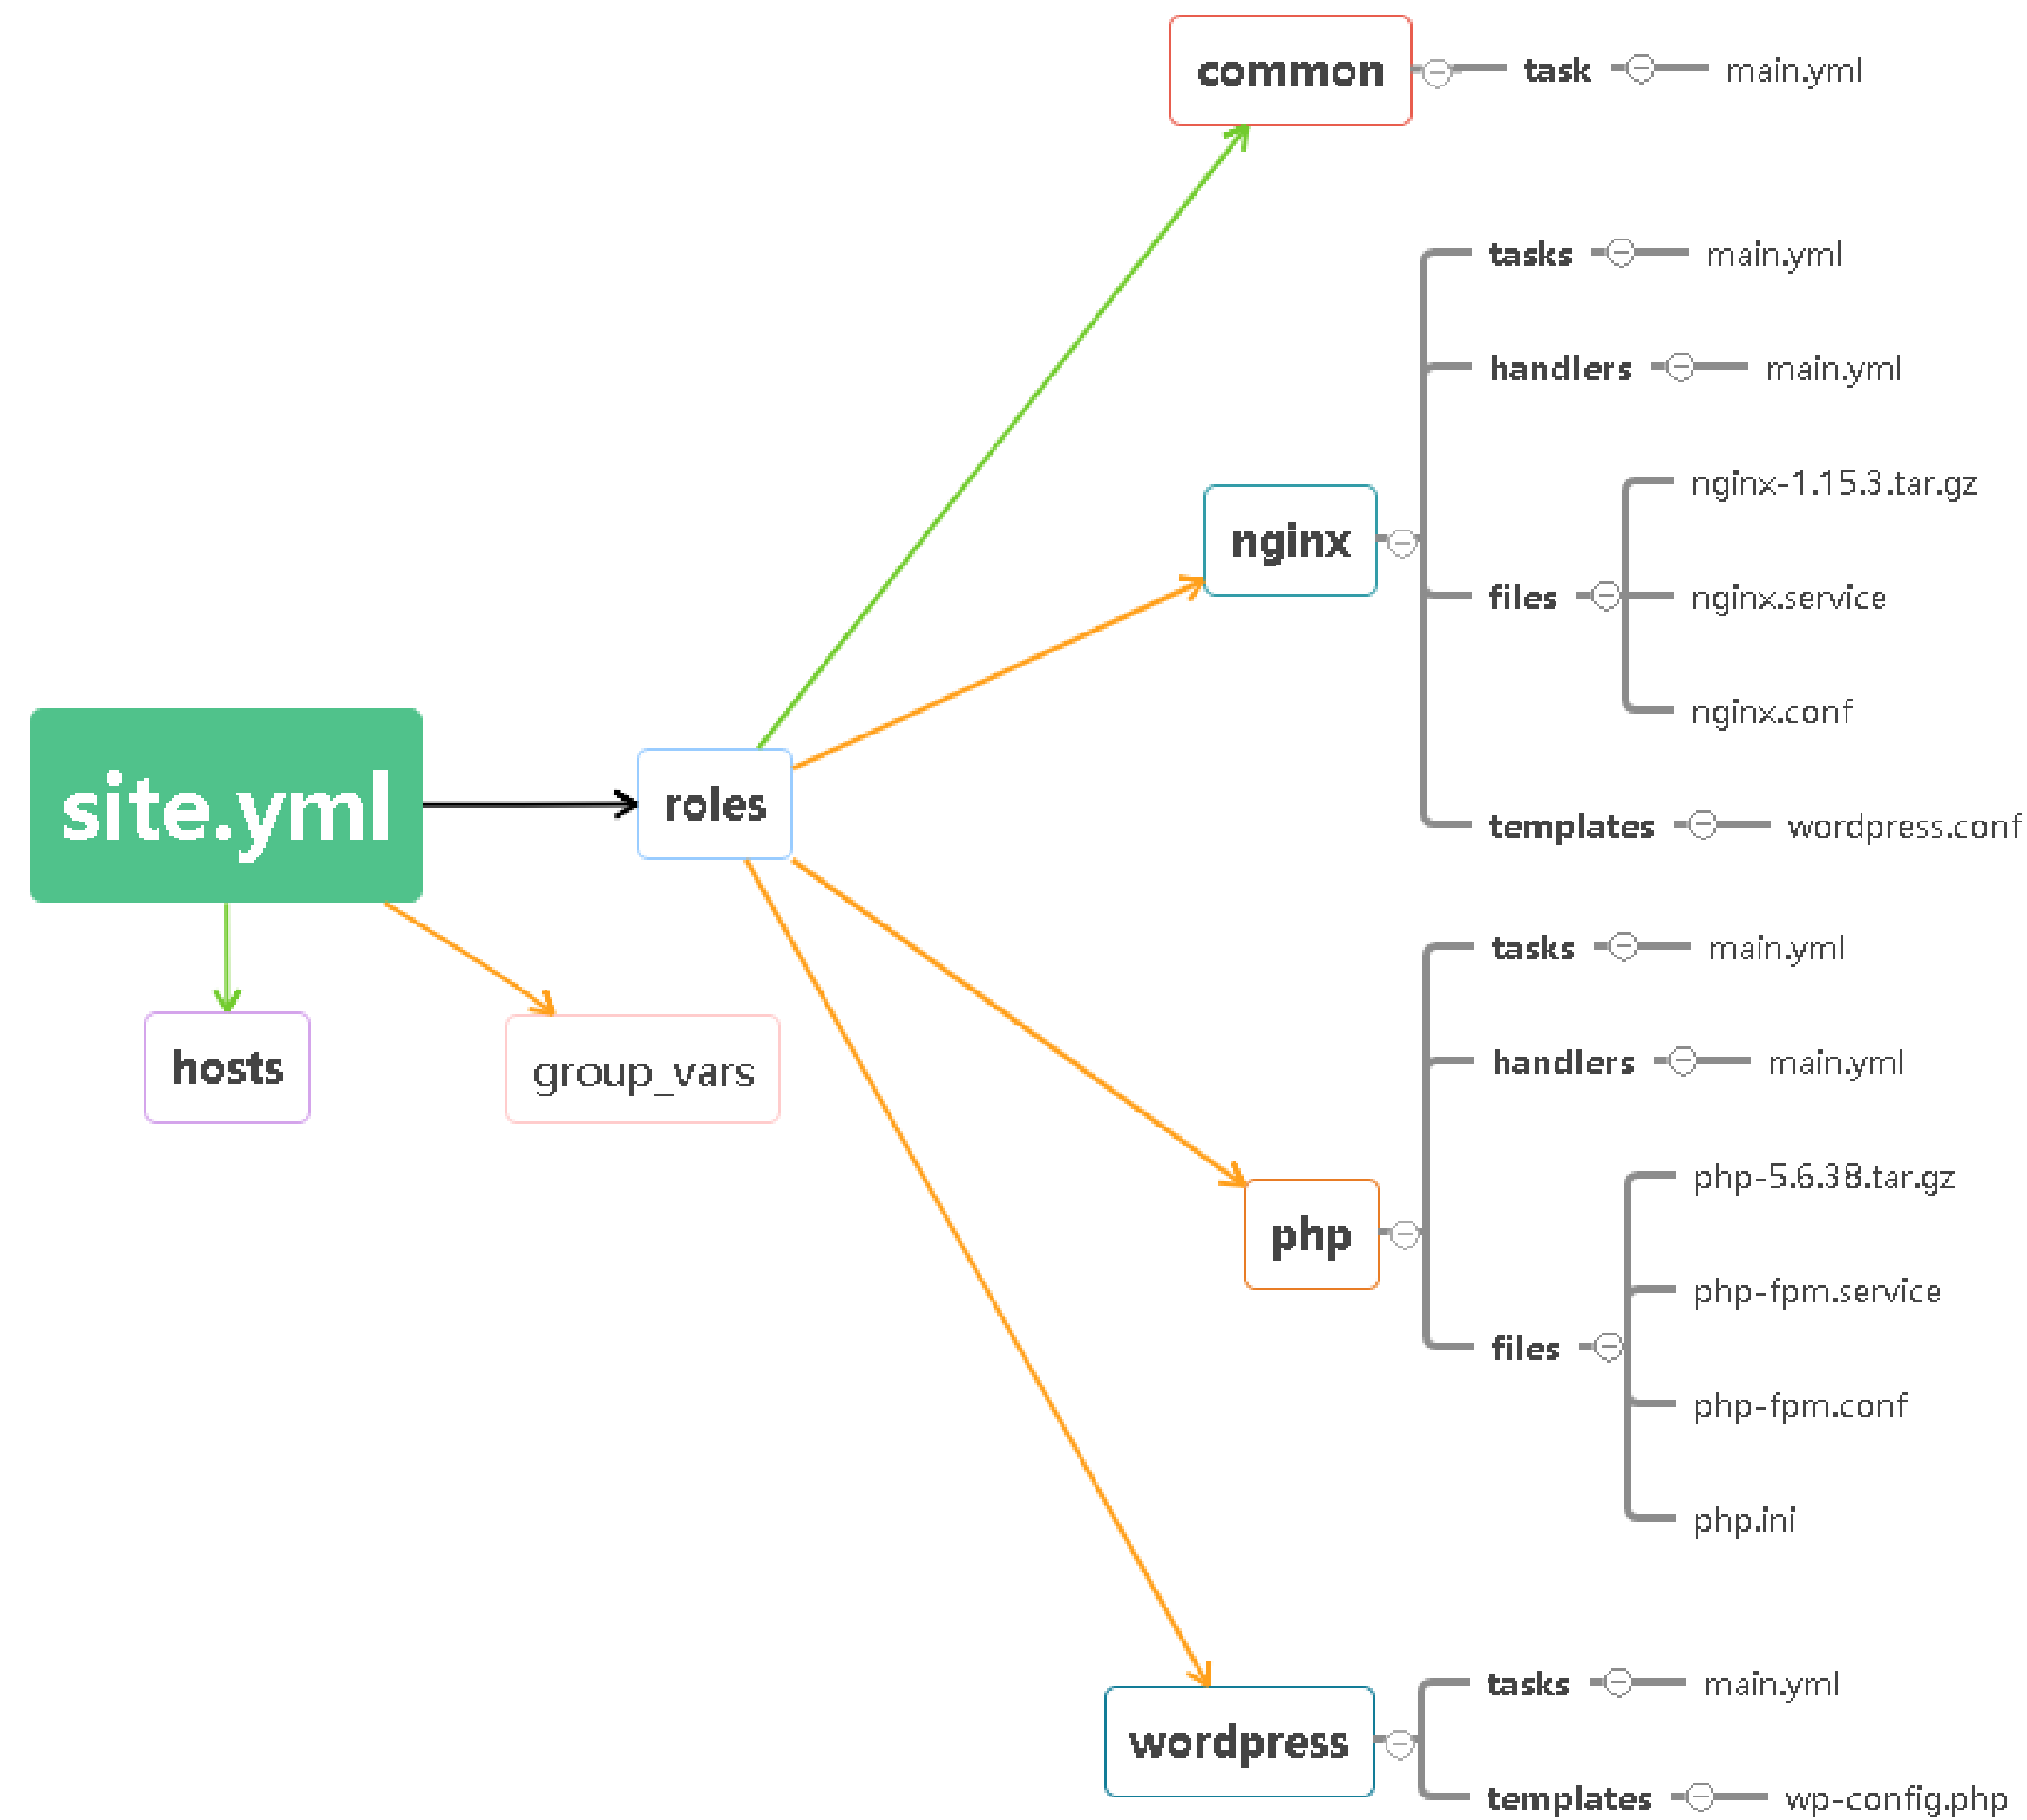 common
task
main.yml
tasks
main.yml
handlers
main.yml
nginx
files
nginx-1.15.3.tar.gz
nginx.service
nginx.conf
templates
wordpress.conf
site.yml
roles
hosts
group_vars
tasks
main.yml
handlers
main.yml
php
files
php-5.6.38.tar.gz
php-fpm.service
php-fpm.conf
php.ini
wordpress
tasks
main.yml
templates
wp-config.php